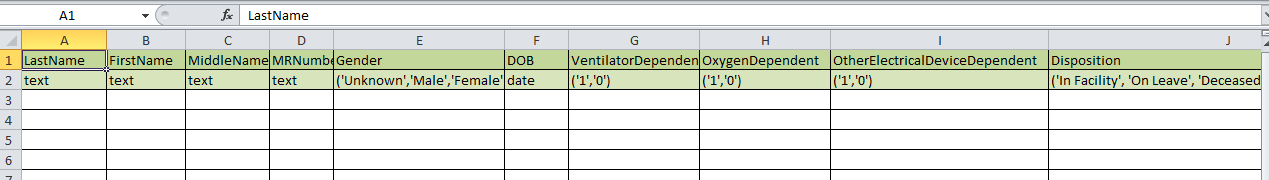 A1 fx LastName
A B C D E F G H I J
1 LastName FirstName MiddleName MRNumbe Gender DOB VentilatorDependen OxygenDependent OtherElectricalDeviceDependent Disposition
2 text text text text ('Unknown','Male','Female' date ('1','0') ('1','0') ('1','0') ('In Facility', 'On Leave', 'Deceased
3
4
5
6